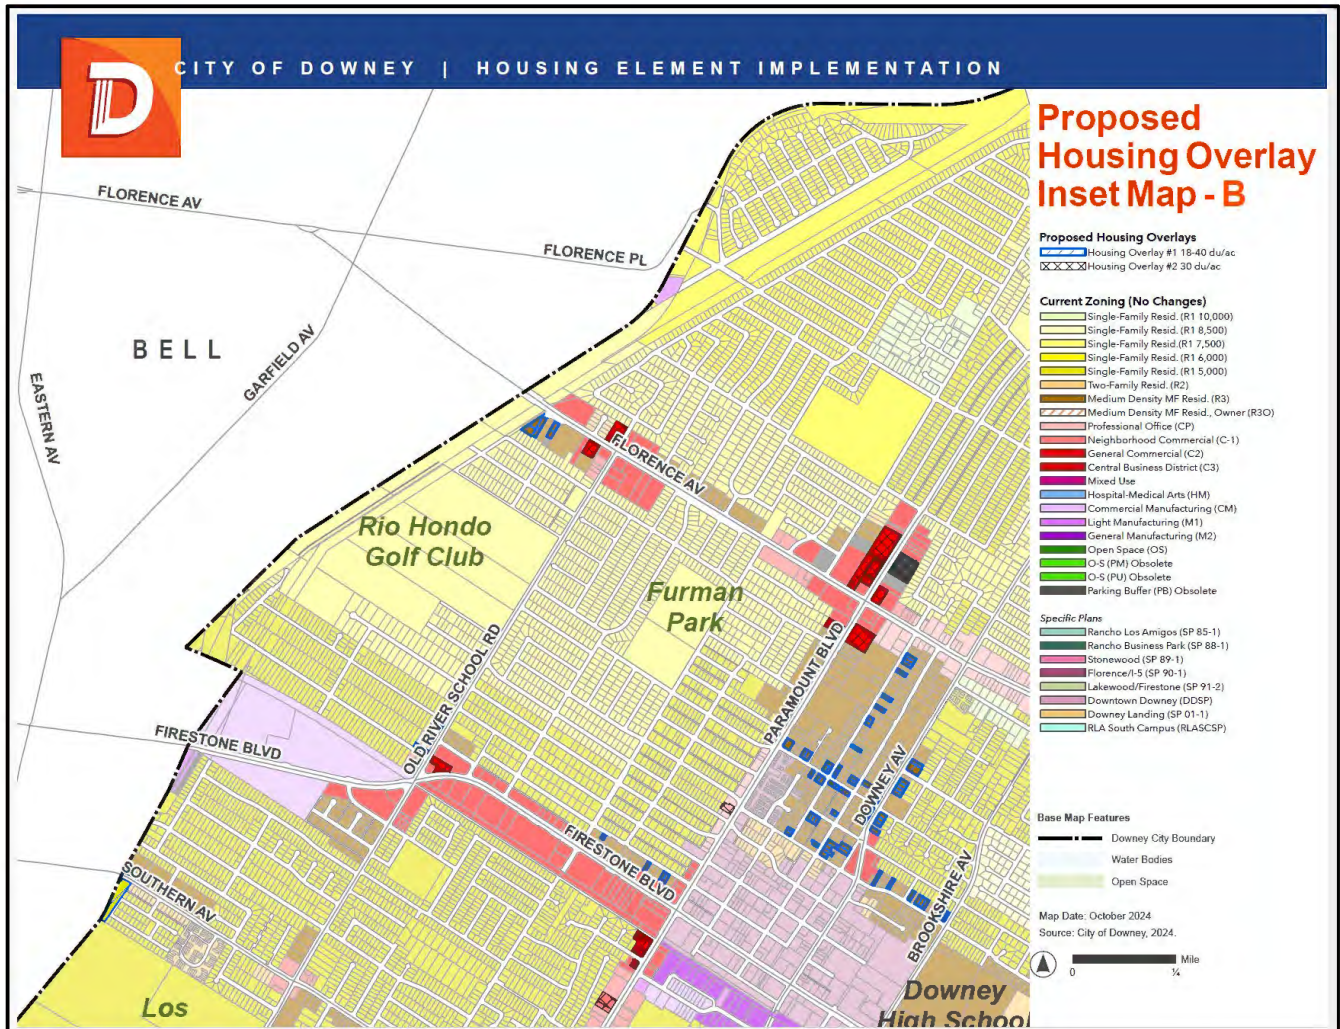 D
CITY OF DOWNEY | HOUSING ELEMENT IMPLEMENTATION
Proposed
Housing Overlay
Inset Map - B
Proposed Housing Overlays
Housing Overlay #1 18-40 du/ac
Housing Overlay #2 30 du/ac
Current Zoning (No Changes)
Single-Family Resid. (R1 10,000)
Single-Family Resid. (R1 8,500)
Single-Family Resid.(R1 7,500)
Single-Family Resid. (R1 6,000)
Single-Family Resid. (R1 5,000)
Two-Family Resid. (R2)
Medium Density MF Resid. (R3)
Medium Density MF Resid., Owner (R3O)
Professional Office (CP)
Neighborhood Commercial (C-1)
General Commercial (C2)
Central Business District (C3)
Mixed Use
Hospital-Medical Arts (HM)
Commercial Manufacturing (CM)
Light Manufacturing (M1)
General Manufacturing (M2)
Open Space (OS)
O-S (PM) Obsolete
O-S (PU) Obsolete
Parking Buffer (PB) Obsolete
Specific Plans
Rancho Los Amigos (SP 85-1)
Rancho Business Park (SP 88-1)
Stonewood (SP 89-1)
Florence/I-5 (SP 90-1)
Lakewood/Firestone (SP 91-2)
Downtown Downey (DDSP)
Downey Landing (SP 01-1)
RLA South Campus (RLASCSP)
Base Map Features
Downey City Boundary
Water Bodies
Open Space
Map Date: October 2024
Source: City of Downey, 2024.
Mile
0 ¼
FLORENCE AV
FLORENCE PL
BELL
GARFIELD AV
EASTERN AV
FLORENCE AV
Rio Hondo
Golf Club
Furman
Park
OLD RIVER SCHOOL RD
PARAMOUNT BLVD
FIRESTONE BLVD
DOWNEY AV
FIRESTONE BLVD
SOUTHERN AV
BROOKSHIRE AV
Los
Downey
High School